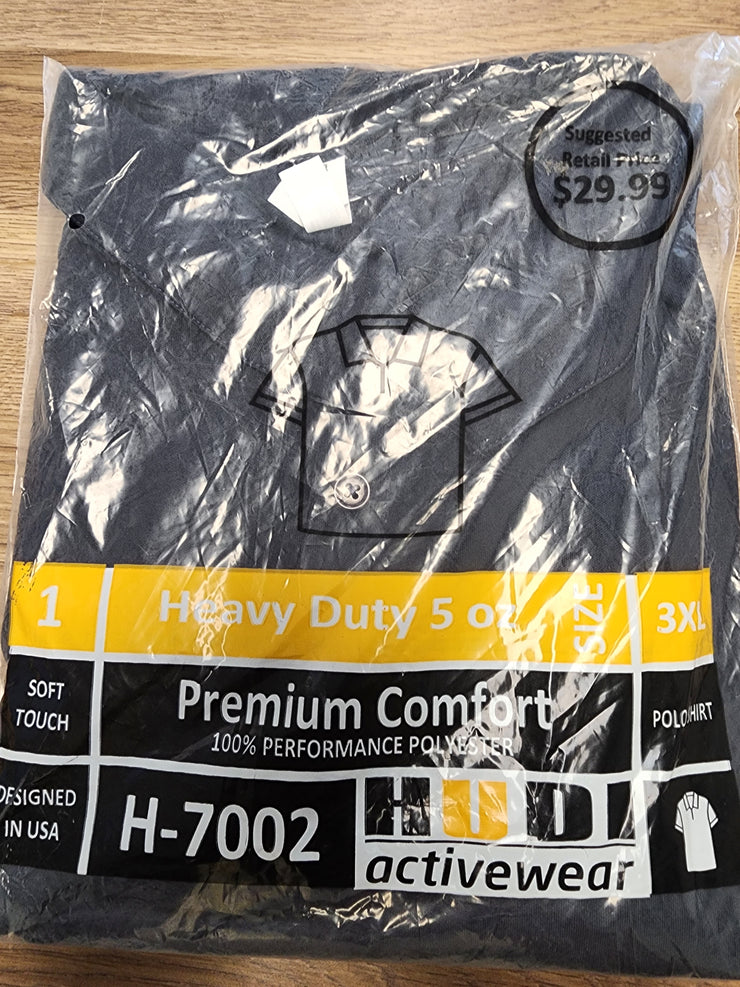 Suggested
Retail Price
$29.99
1
Heavy Duty 5 oz
SIZE
3XL
SOFT
TOUCH
Premium Comfort
100% PERFORMANCE POLYESTER
POLO SHIRT
DESIGNED
IN USA
H-7002
activewear